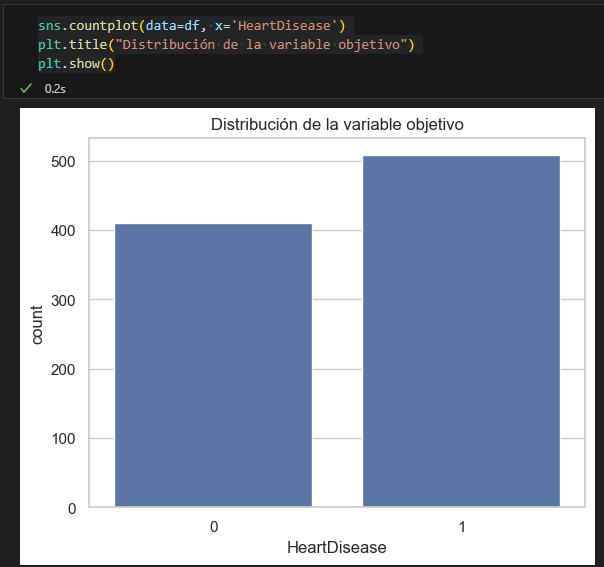 sns.countplot(data=df, x='HeartDisease')
plt.title("Distribución de la variable objetivo")
plt.show()
0.2s
Distribución de la variable objetivo
500
400
300
200
100
0
count
0
1
HeartDisease